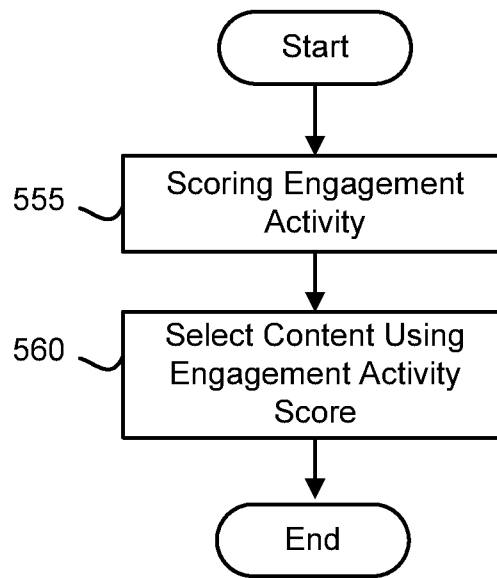 Start
555
Scoring Engagement
Activity
560
Select Content Using
Engagement Activity
Score
End